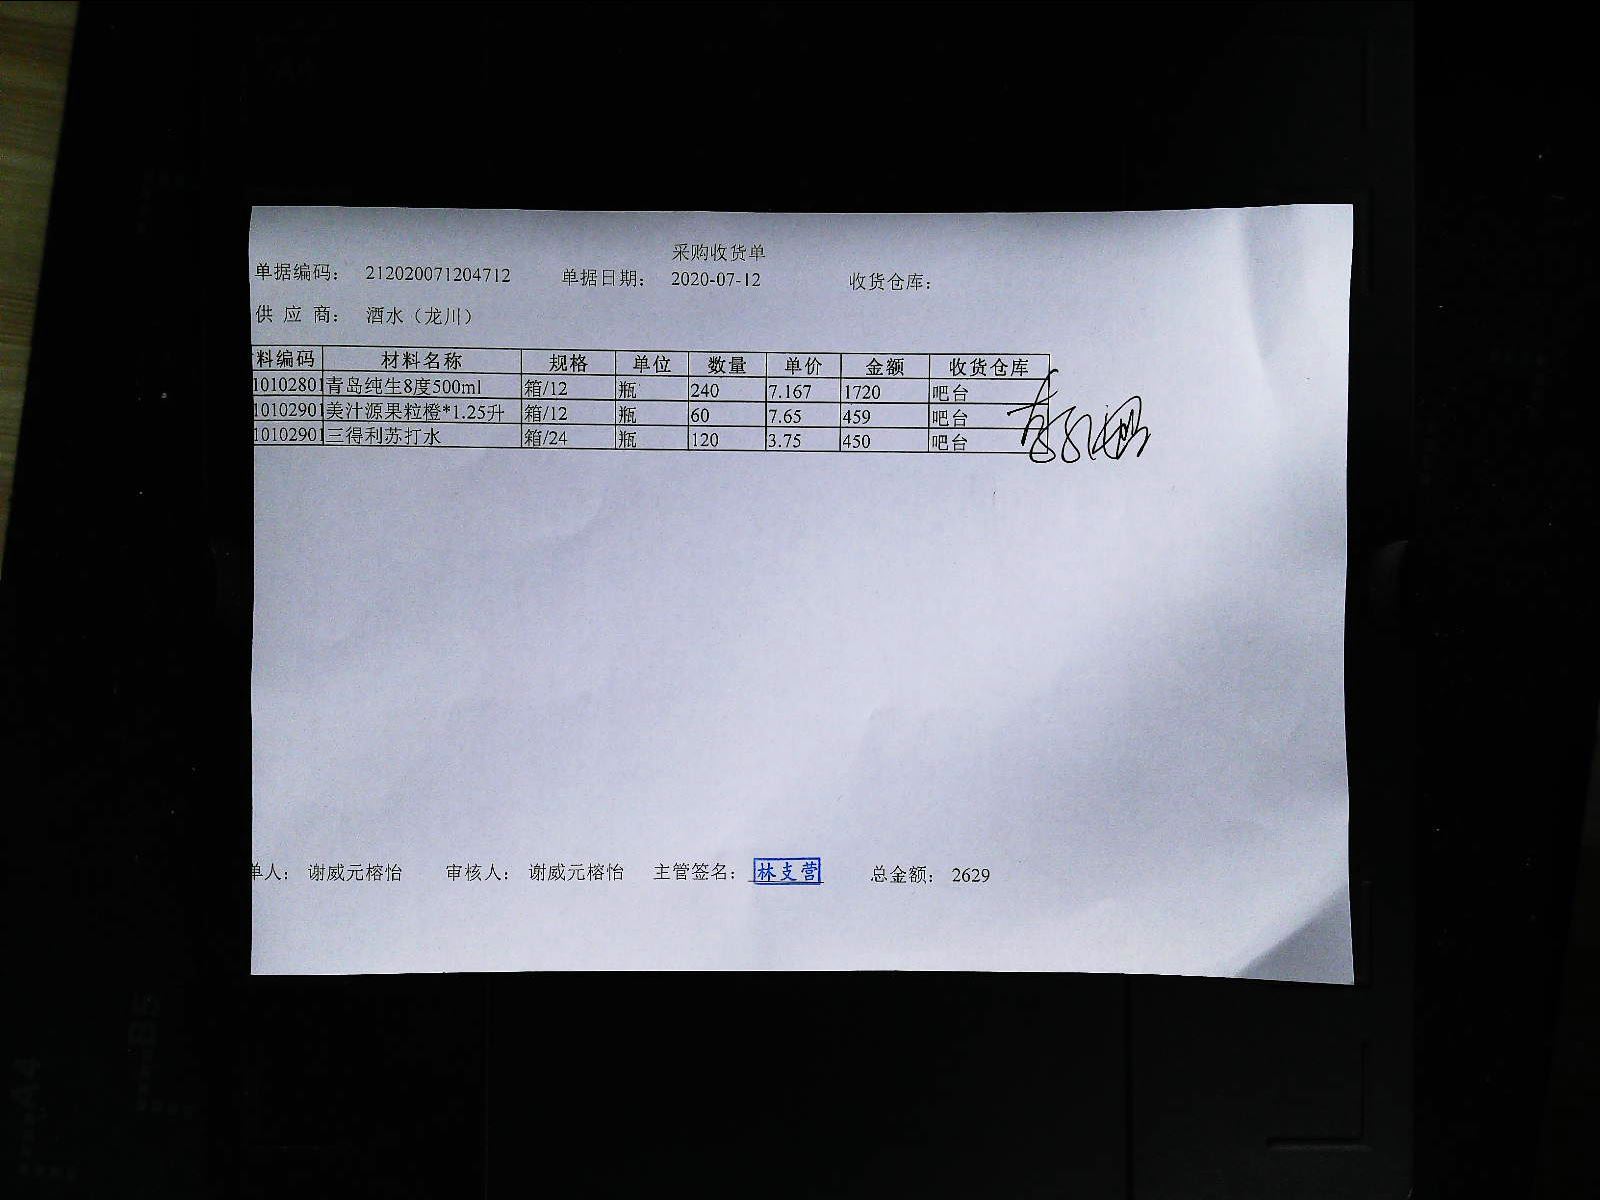 采购收货单
单据编码： 212020071204712 单据日期： 2020-07-12 收货仓库：
供 应 商： 酒水（龙川）
料编码 材料名称 规格 单位 数量 单价 金额 收货仓库
10102801 青岛纯生8度500ml 箱/12 瓶 240 7.167 1720 吧台
10102901 美汁源果粒橙*1.25升 箱/12 瓶 60 7.65 459 吧台
10102901 三得利苏打水 箱/24 瓶 120 3.75 450 吧台
单人： 谢威元榕怡 审核人： 谢威元榕怡 主管签名： 林支营 总金额： 2629
A4
B5